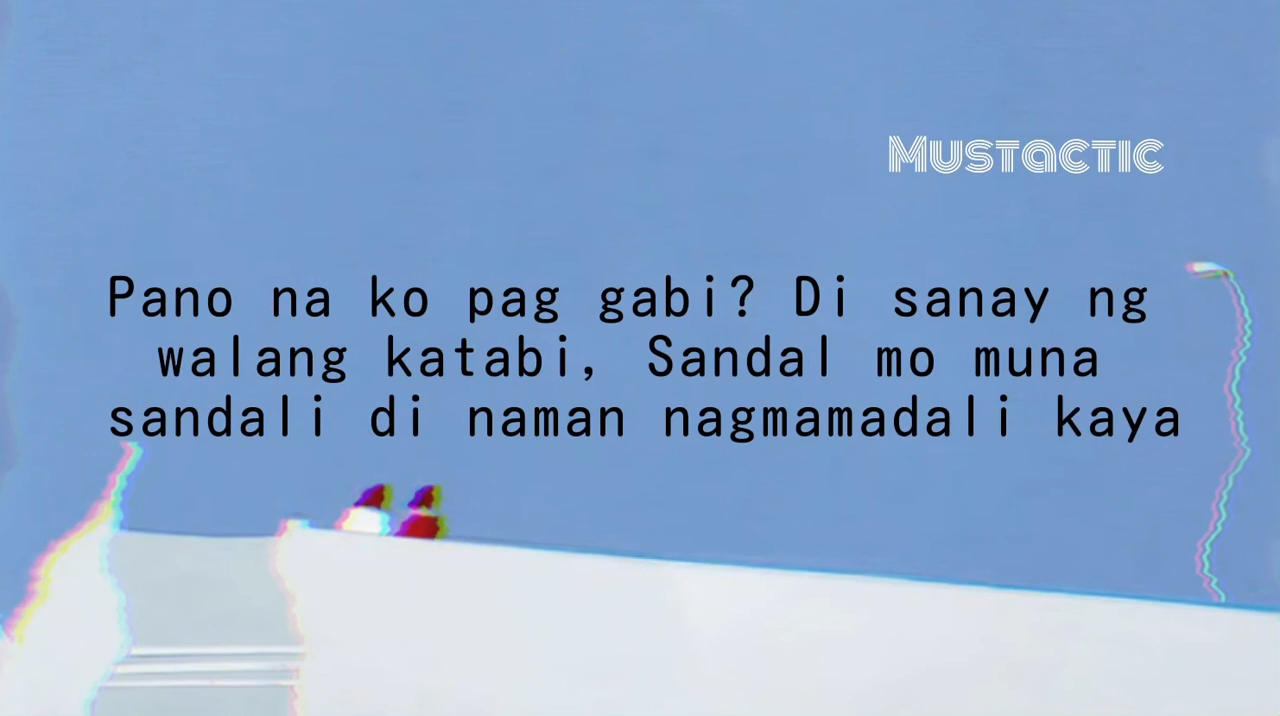 Mustactic
Pano na ko pag gabi? Di sanay ng
walang katabi, Sandal mo muna
sandali di naman nagmamadali kaya